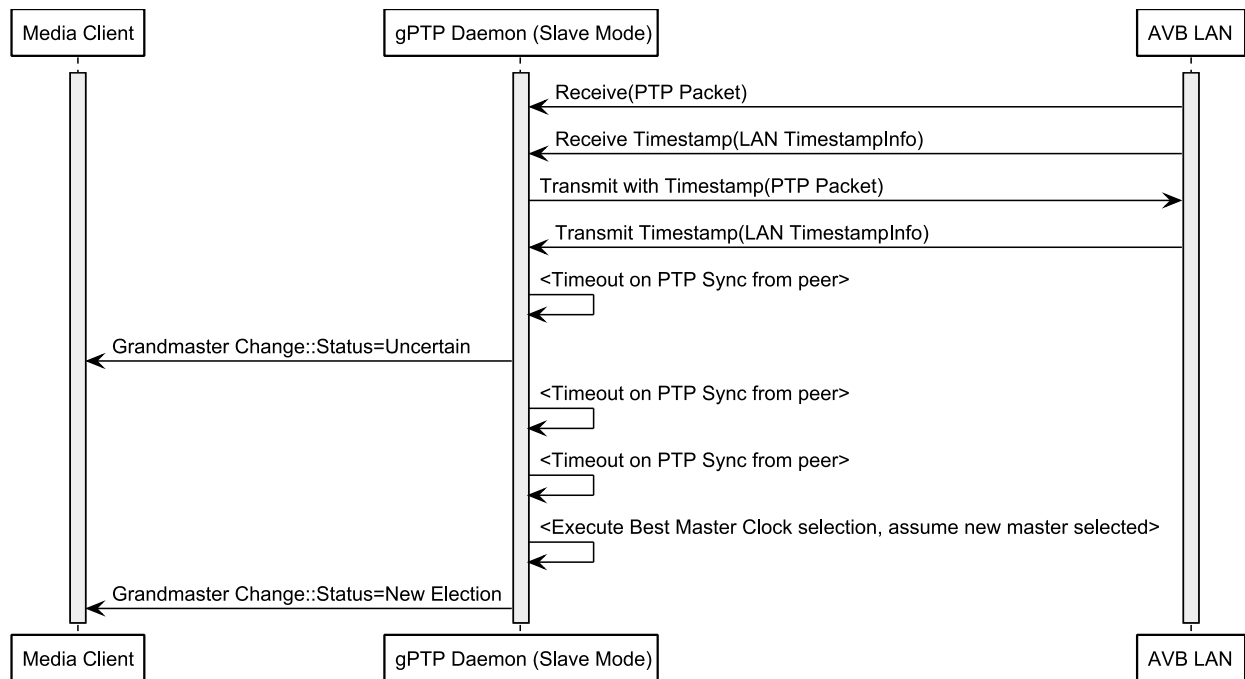 Media Client
gPTP Daemon (Slave Mode)
AVB LAN
Receive(PTP Packet)
Receive Timestamp(LAN TimestampInfo)
Transmit with Timestamp(PTP Packet)
Transmit Timestamp(LAN TimestampInfo)
<Timeout on PTP Sync from peer>
Grandmaster Change::Status=Uncertain
<Timeout on PTP Sync from peer>
<Timeout on PTP Sync from peer>
<Execute Best Master Clock selection, assume new master selected>
Grandmaster Change::Status=New Election
Media Client
gPTP Daemon (Slave Mode)
AVB LAN